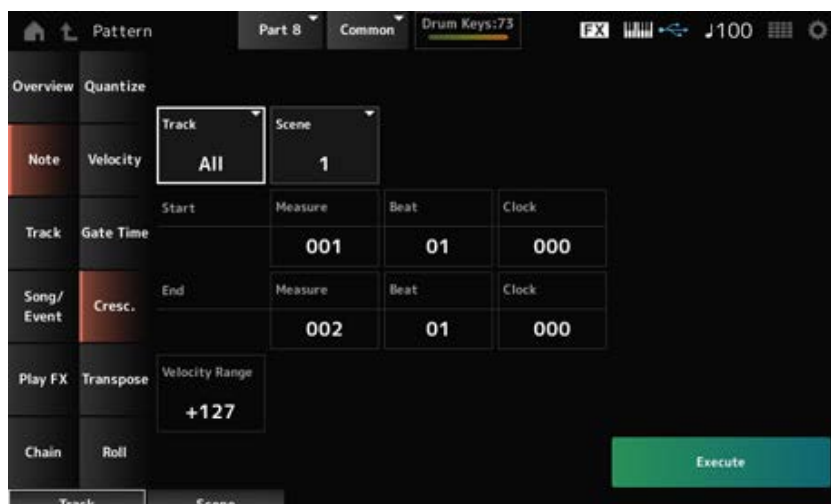 Pattern
Part 8
Common
Drum Keys:73
FX
♩100
Overview
Quantize
Note
Velocity
Track
All
Scene
1
Track
Gate Time
Start
Measure
001
Beat
01
Clock
000
Song/
Event
Cresc.
End
Measure
002
Beat
01
Clock
000
Play FX
Transpose
Velocity Range
+127
Chain
Roll
Execute
Track
Scene